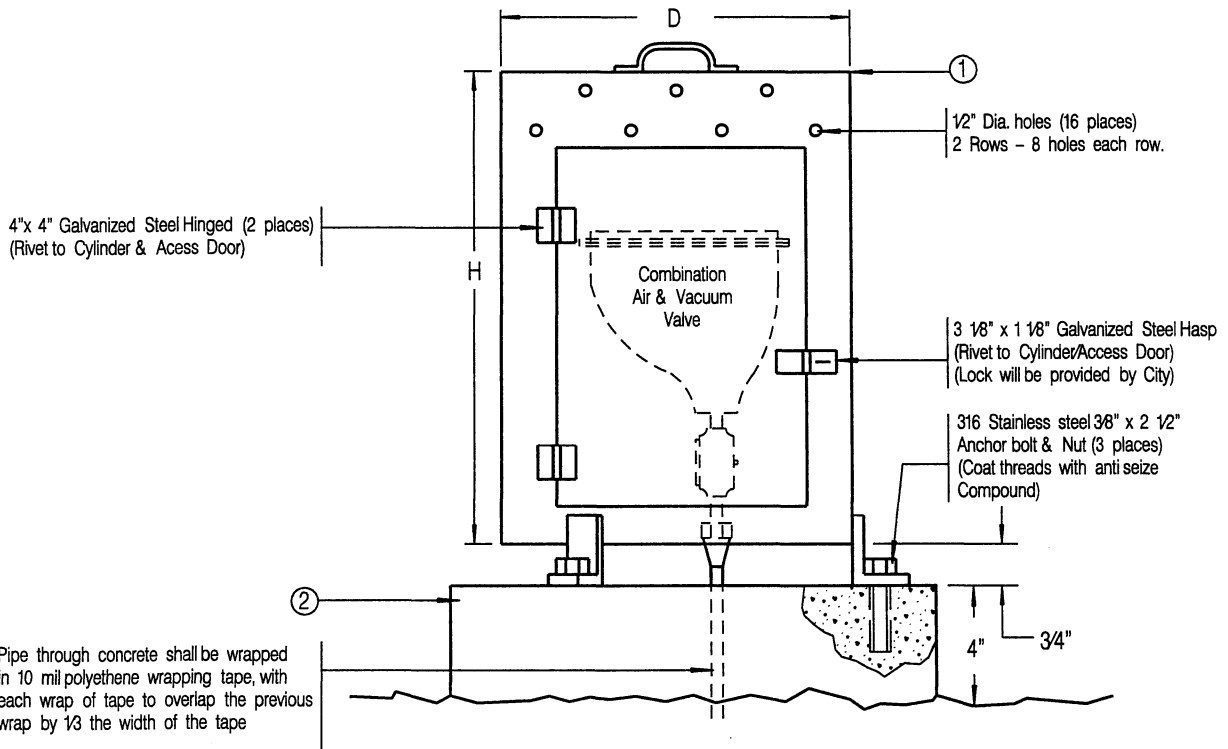 D
1
1/2" Dia. holes (16 places)
2 Rows - 8 holes each row.
4"x 4" Galvanized Steel Hinged (2 places)
(Rivet to Cylinder & Acess Door)
H
Combination
Air & Vacuum
Valve
3 1/8" x 1 1/8" Galvanized Steel Hasp
(Rivet to Cylinder/Access Door)
(Lock will be provided by City)
316 Stainless steel 3/8" x 2 1/2"
Anchor bolt & Nut (3 places)
(Coat threads with anti seize
Compound)
2
4"
3/4"
Pipe through concrete shall be wrapped
in 10 mil polyethene wrapping tape, with
each wrap of tape to overlap the previous
wrap by 1/3 the width of the tape